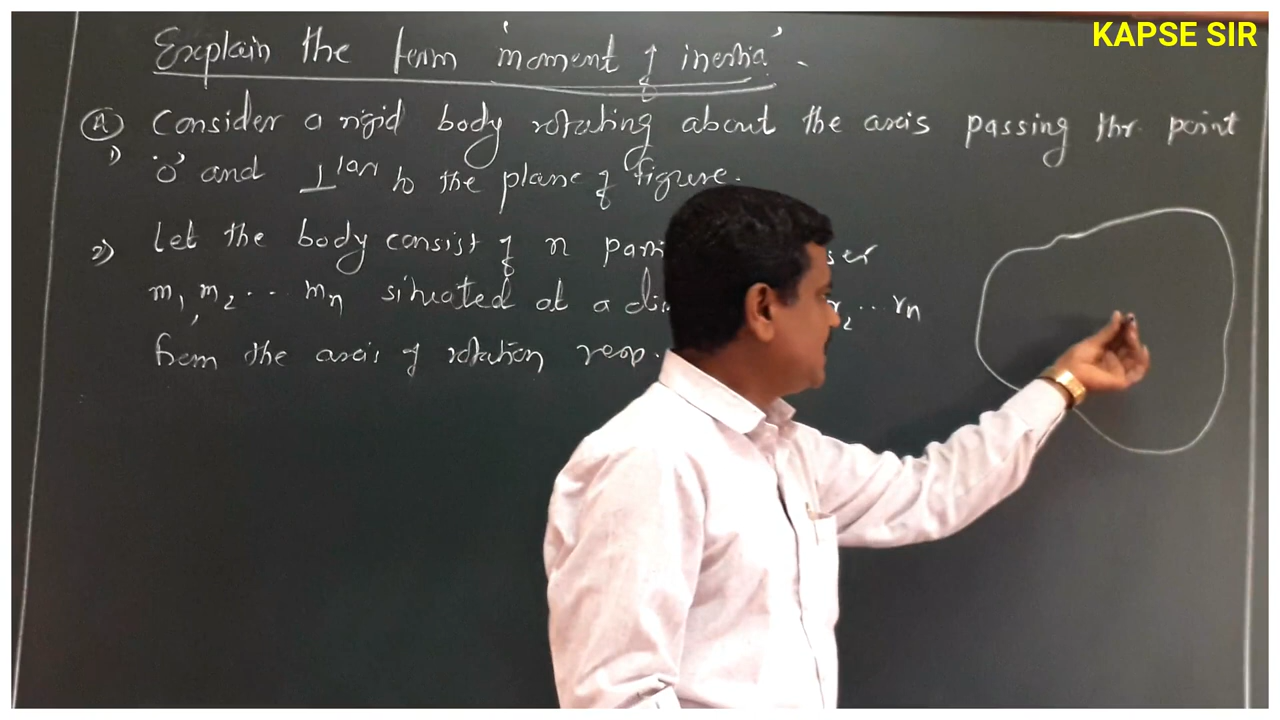 KAPSE SIR
Explain the term 'moment of inertia'.
(A) Consider a rigid body rotating about the axis passing thr. point
1) 'o' and ⊥lar to the plane of figure.
2) Let the body consist of n
m1, m2 ... mn situated at a ... rn
from the axis of rotation resp.